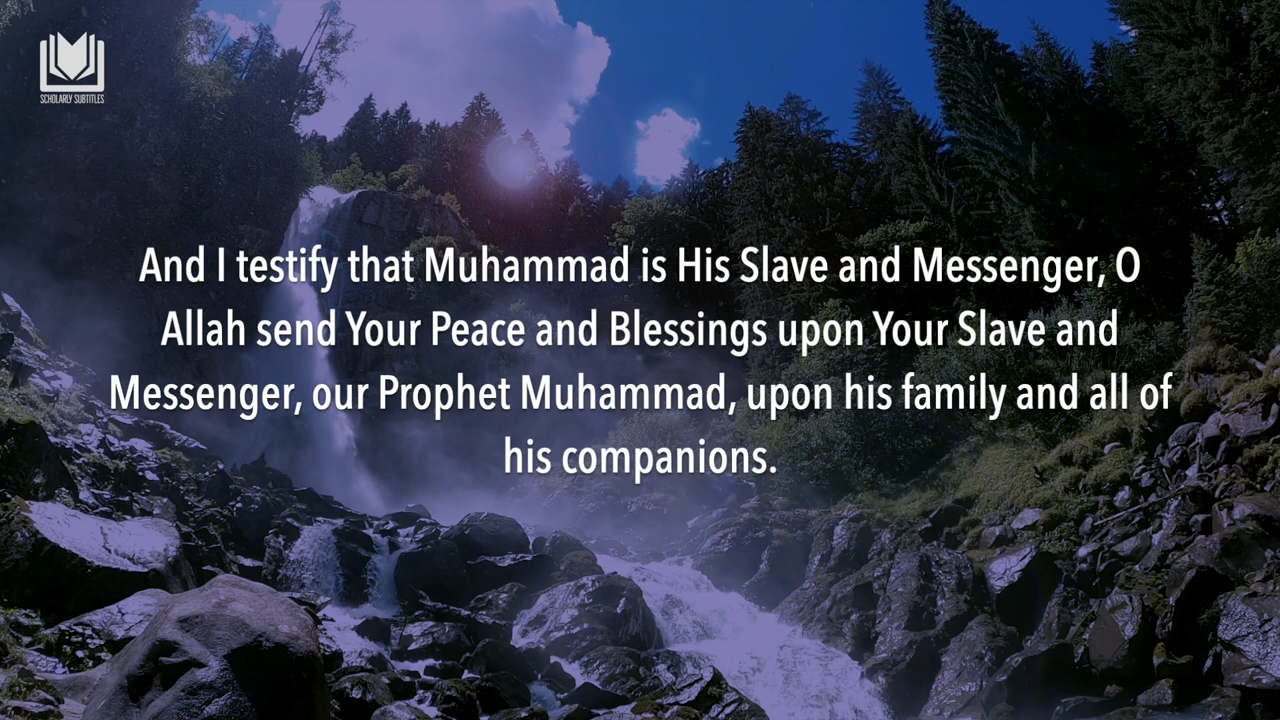 SCHOLARLY SUBTITLES
And I testify that Muhammad is His Slave and Messenger, O
Allah send Your Peace and Blessings upon Your Slave and
Messenger, our Prophet Muhammad, upon his family and all of
his companions.